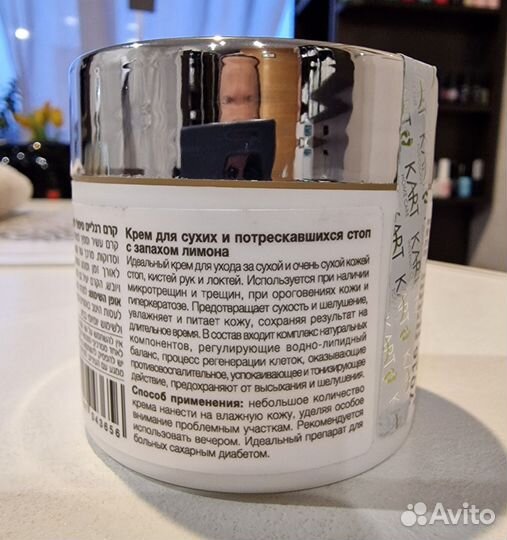 Крем для сухих и потрескавшихся стоп
с запахом лимона
Идеальный крем для ухода за сухой и очень сухой кожей
стоп, кистей рук и локтей. Используется при наличии
микротрещин и трещин, при ороговениях кожи и
гиперкератозе. Предотвращает сухость и шелушение,
увлажняет и питает кожу, сохраняя результат на
длительное время. В состав входит комплекс натуральных
компонентов, регулирующие водно-липидный
баланс, процесс регенерации клеток, оказывающие
противовоспалительное, успокаивающее и тонизирующее
действие, предохраняют от высыхания и шелушения.
Способ применения: небольшое количество
крема нанести на влажную кожу, уделяя особое
внимание проблемным участкам. Рекомендуется
использовать вечером. Идеальный препарат для
больных сахарным диабетом.
KART
Avito